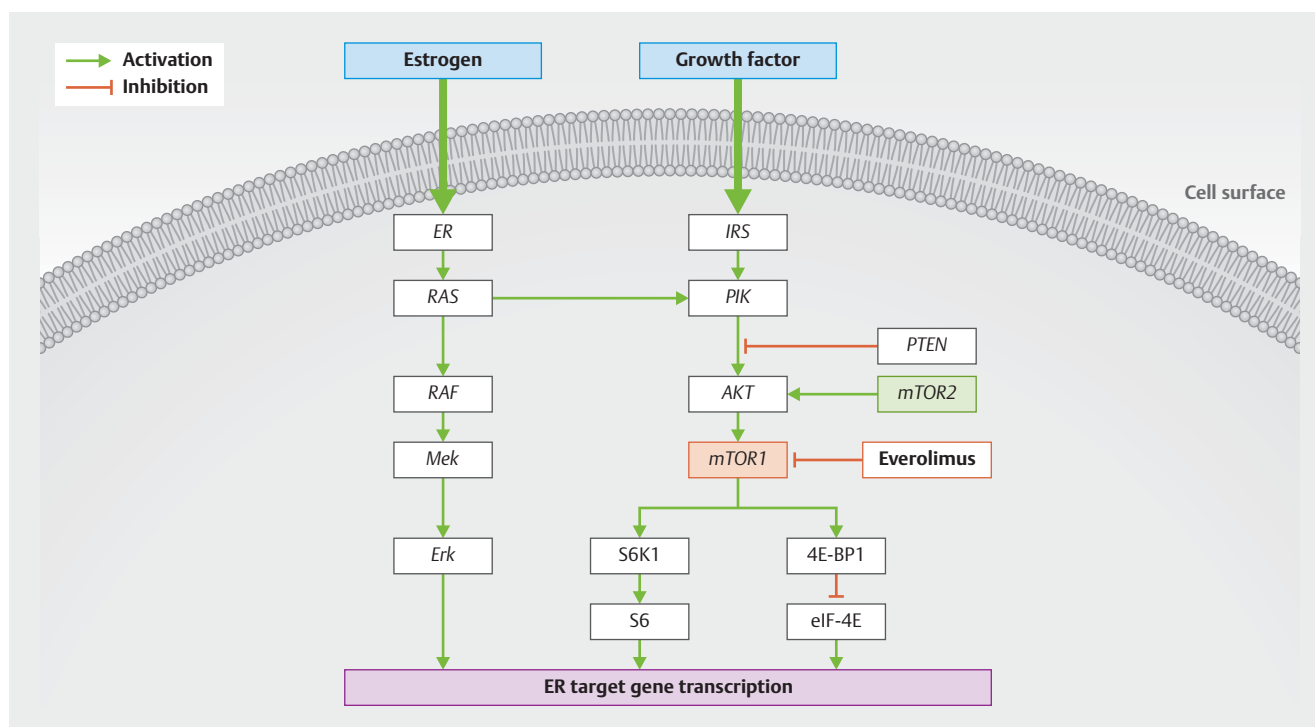 Activation
Inhibition
Estrogen
Growth factor
Cell surface
ER
IRS
RAS
PIK
PTEN
RAF
AKT
mTOR2
Mek
mTOR1
Everolimus
Erk
S6K1
4E-BP1
S6
eIF-4E
ER target gene transcription